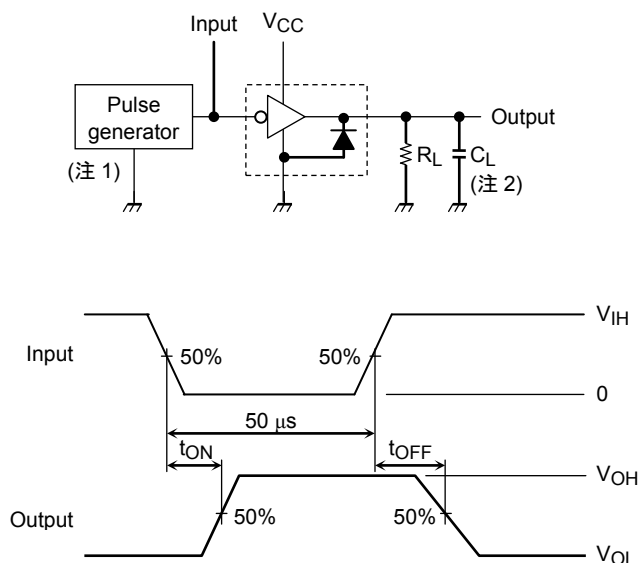 Input
VCC
Pulse
generator
(注 1)
Output
RL
CL
(注 2)
VIH
Input
50%
50%
0
50 μs
tON
tOFF
VOH
Output
50%
50%
VOL